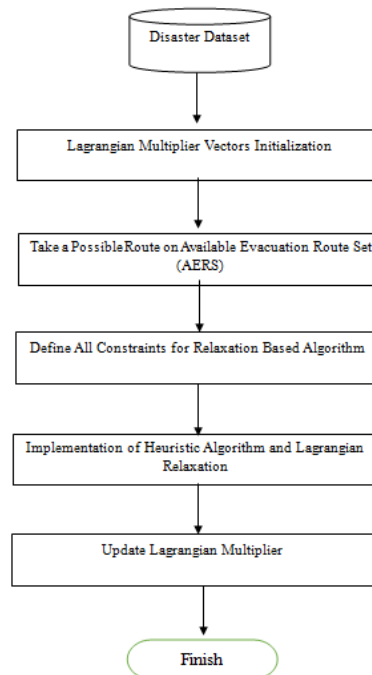 Disaster Dataset
Lagrangian Multiplier Vectors Initialization
Take a Possible Route on Available Evacuation Route Set
(AERS)
Define All Constraints for Relaxation Based Algorithm
Implementation of Heuristic Algorithm and Lagrangian
Relaxation
Update Lagrangian Multiplier
Finish